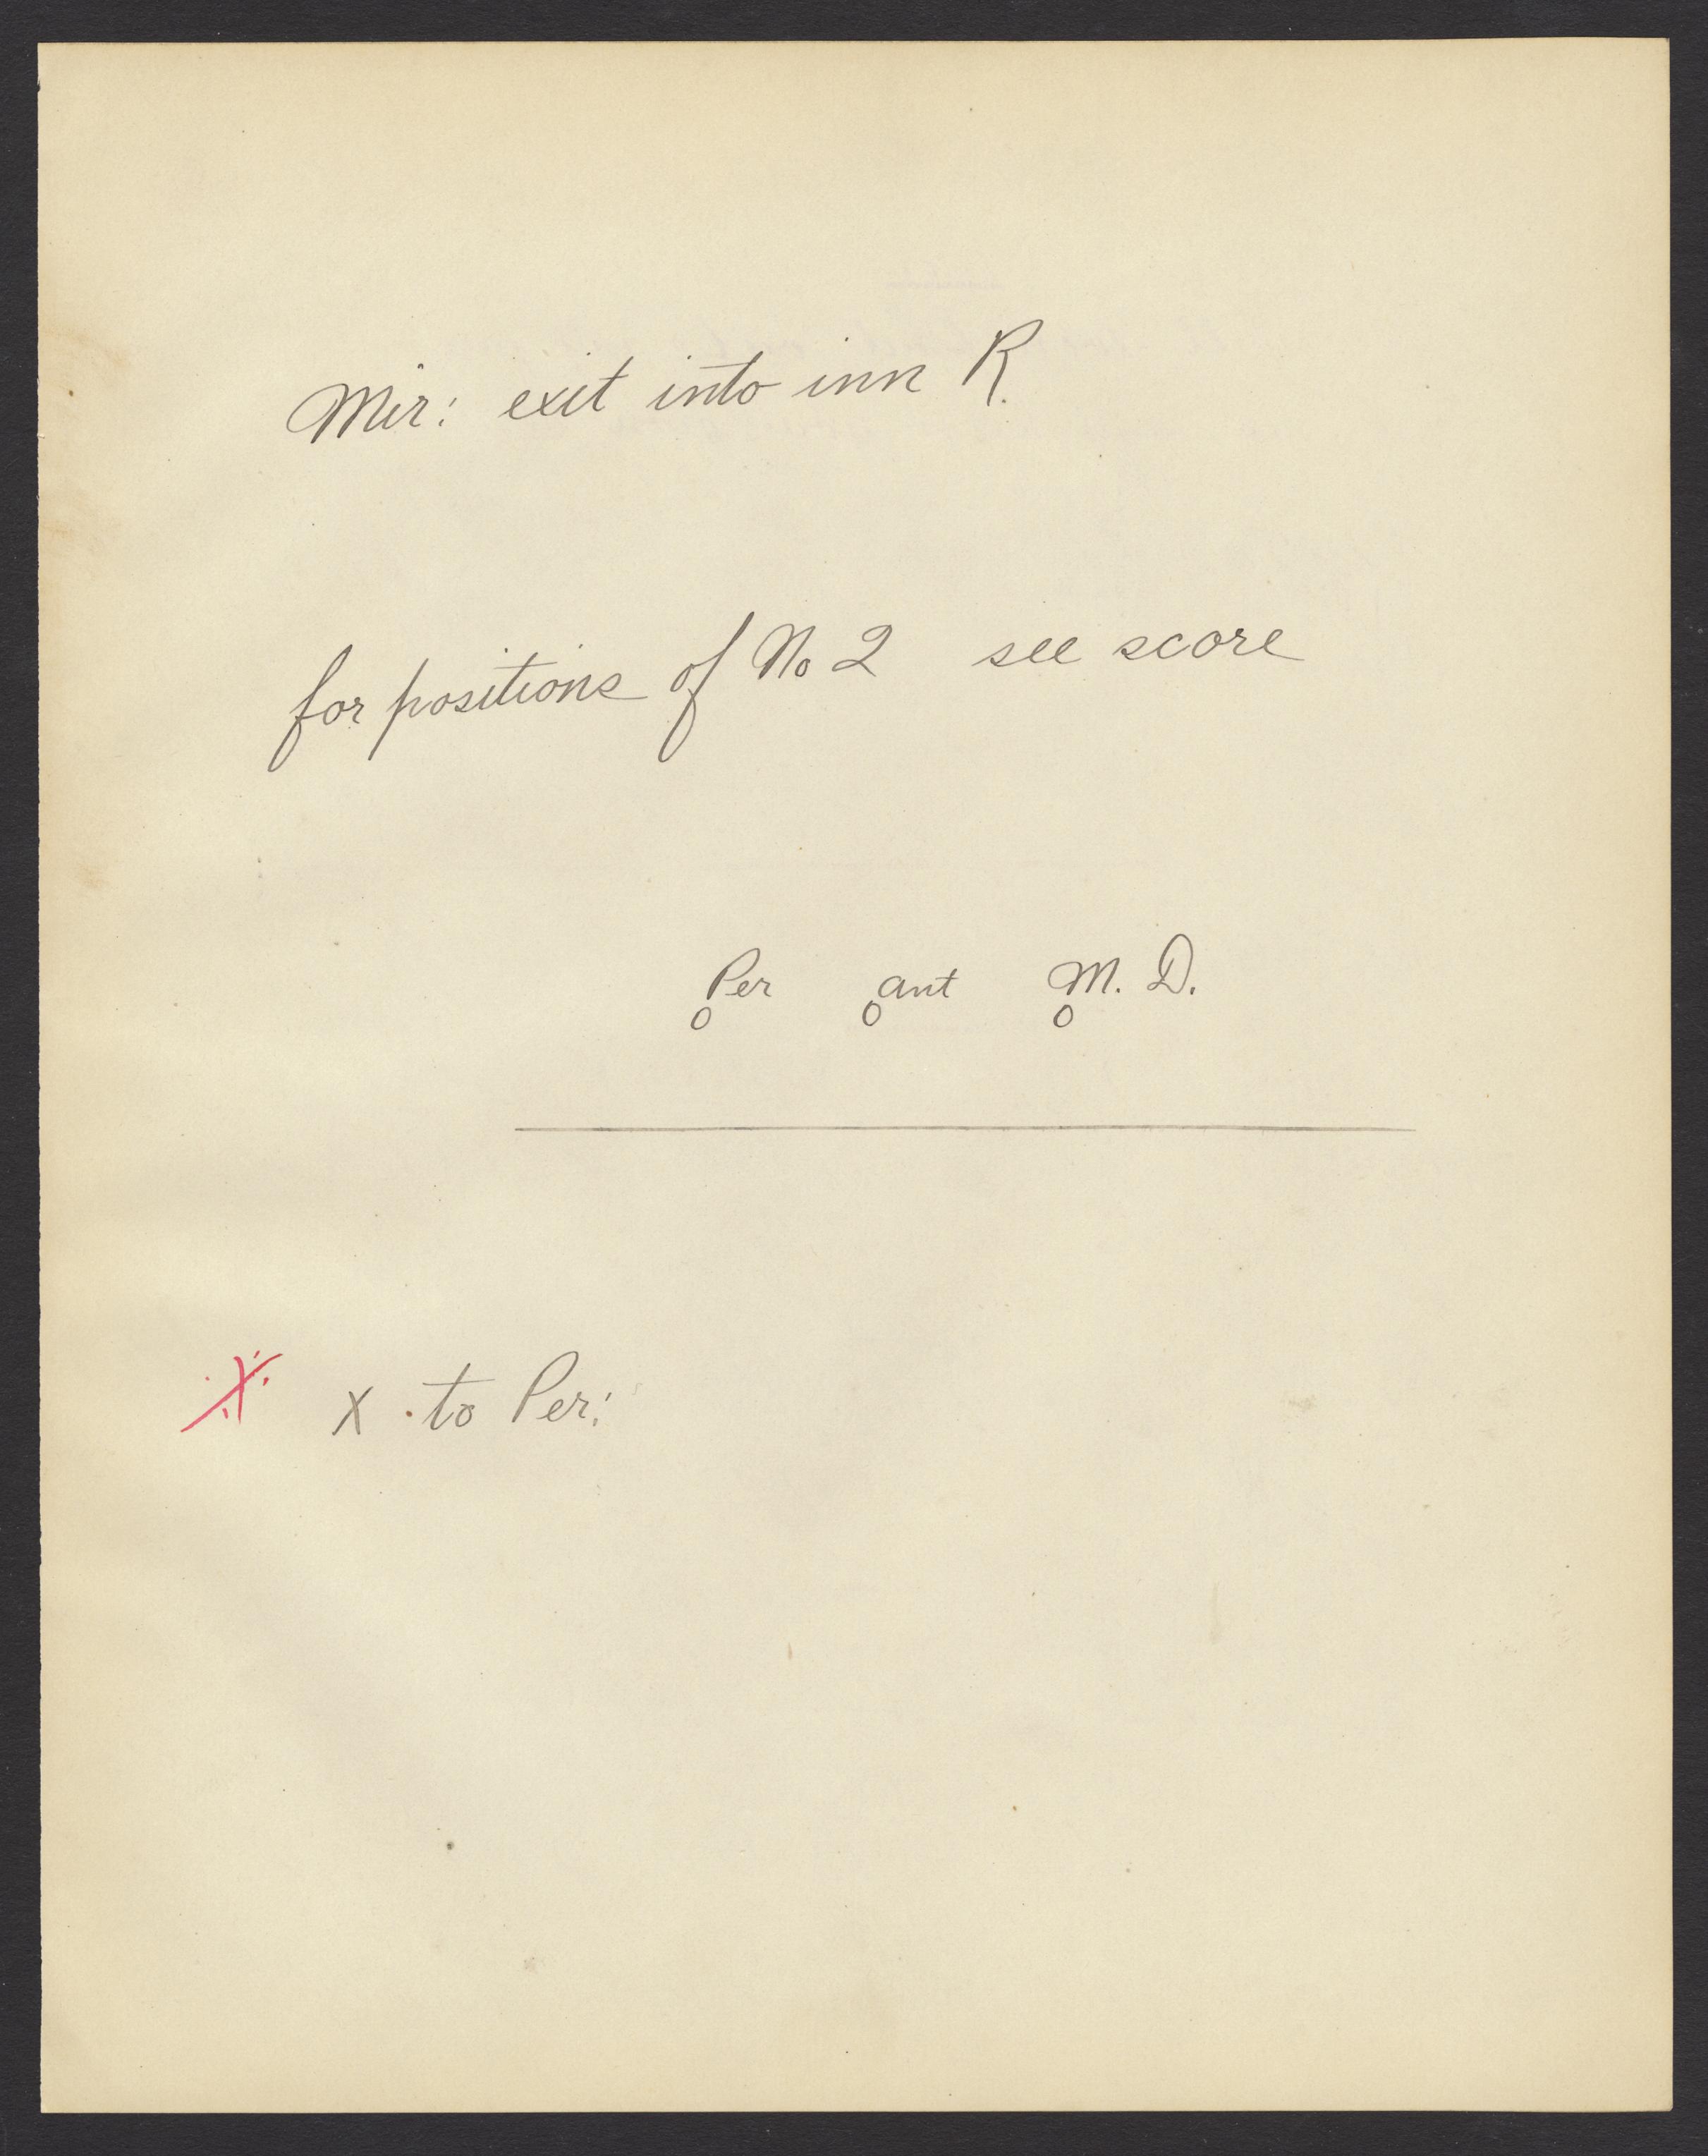 Mir: exit into inn R.
for positions of No 2 see score
Per ant M. D.
o o o
X X to Per: